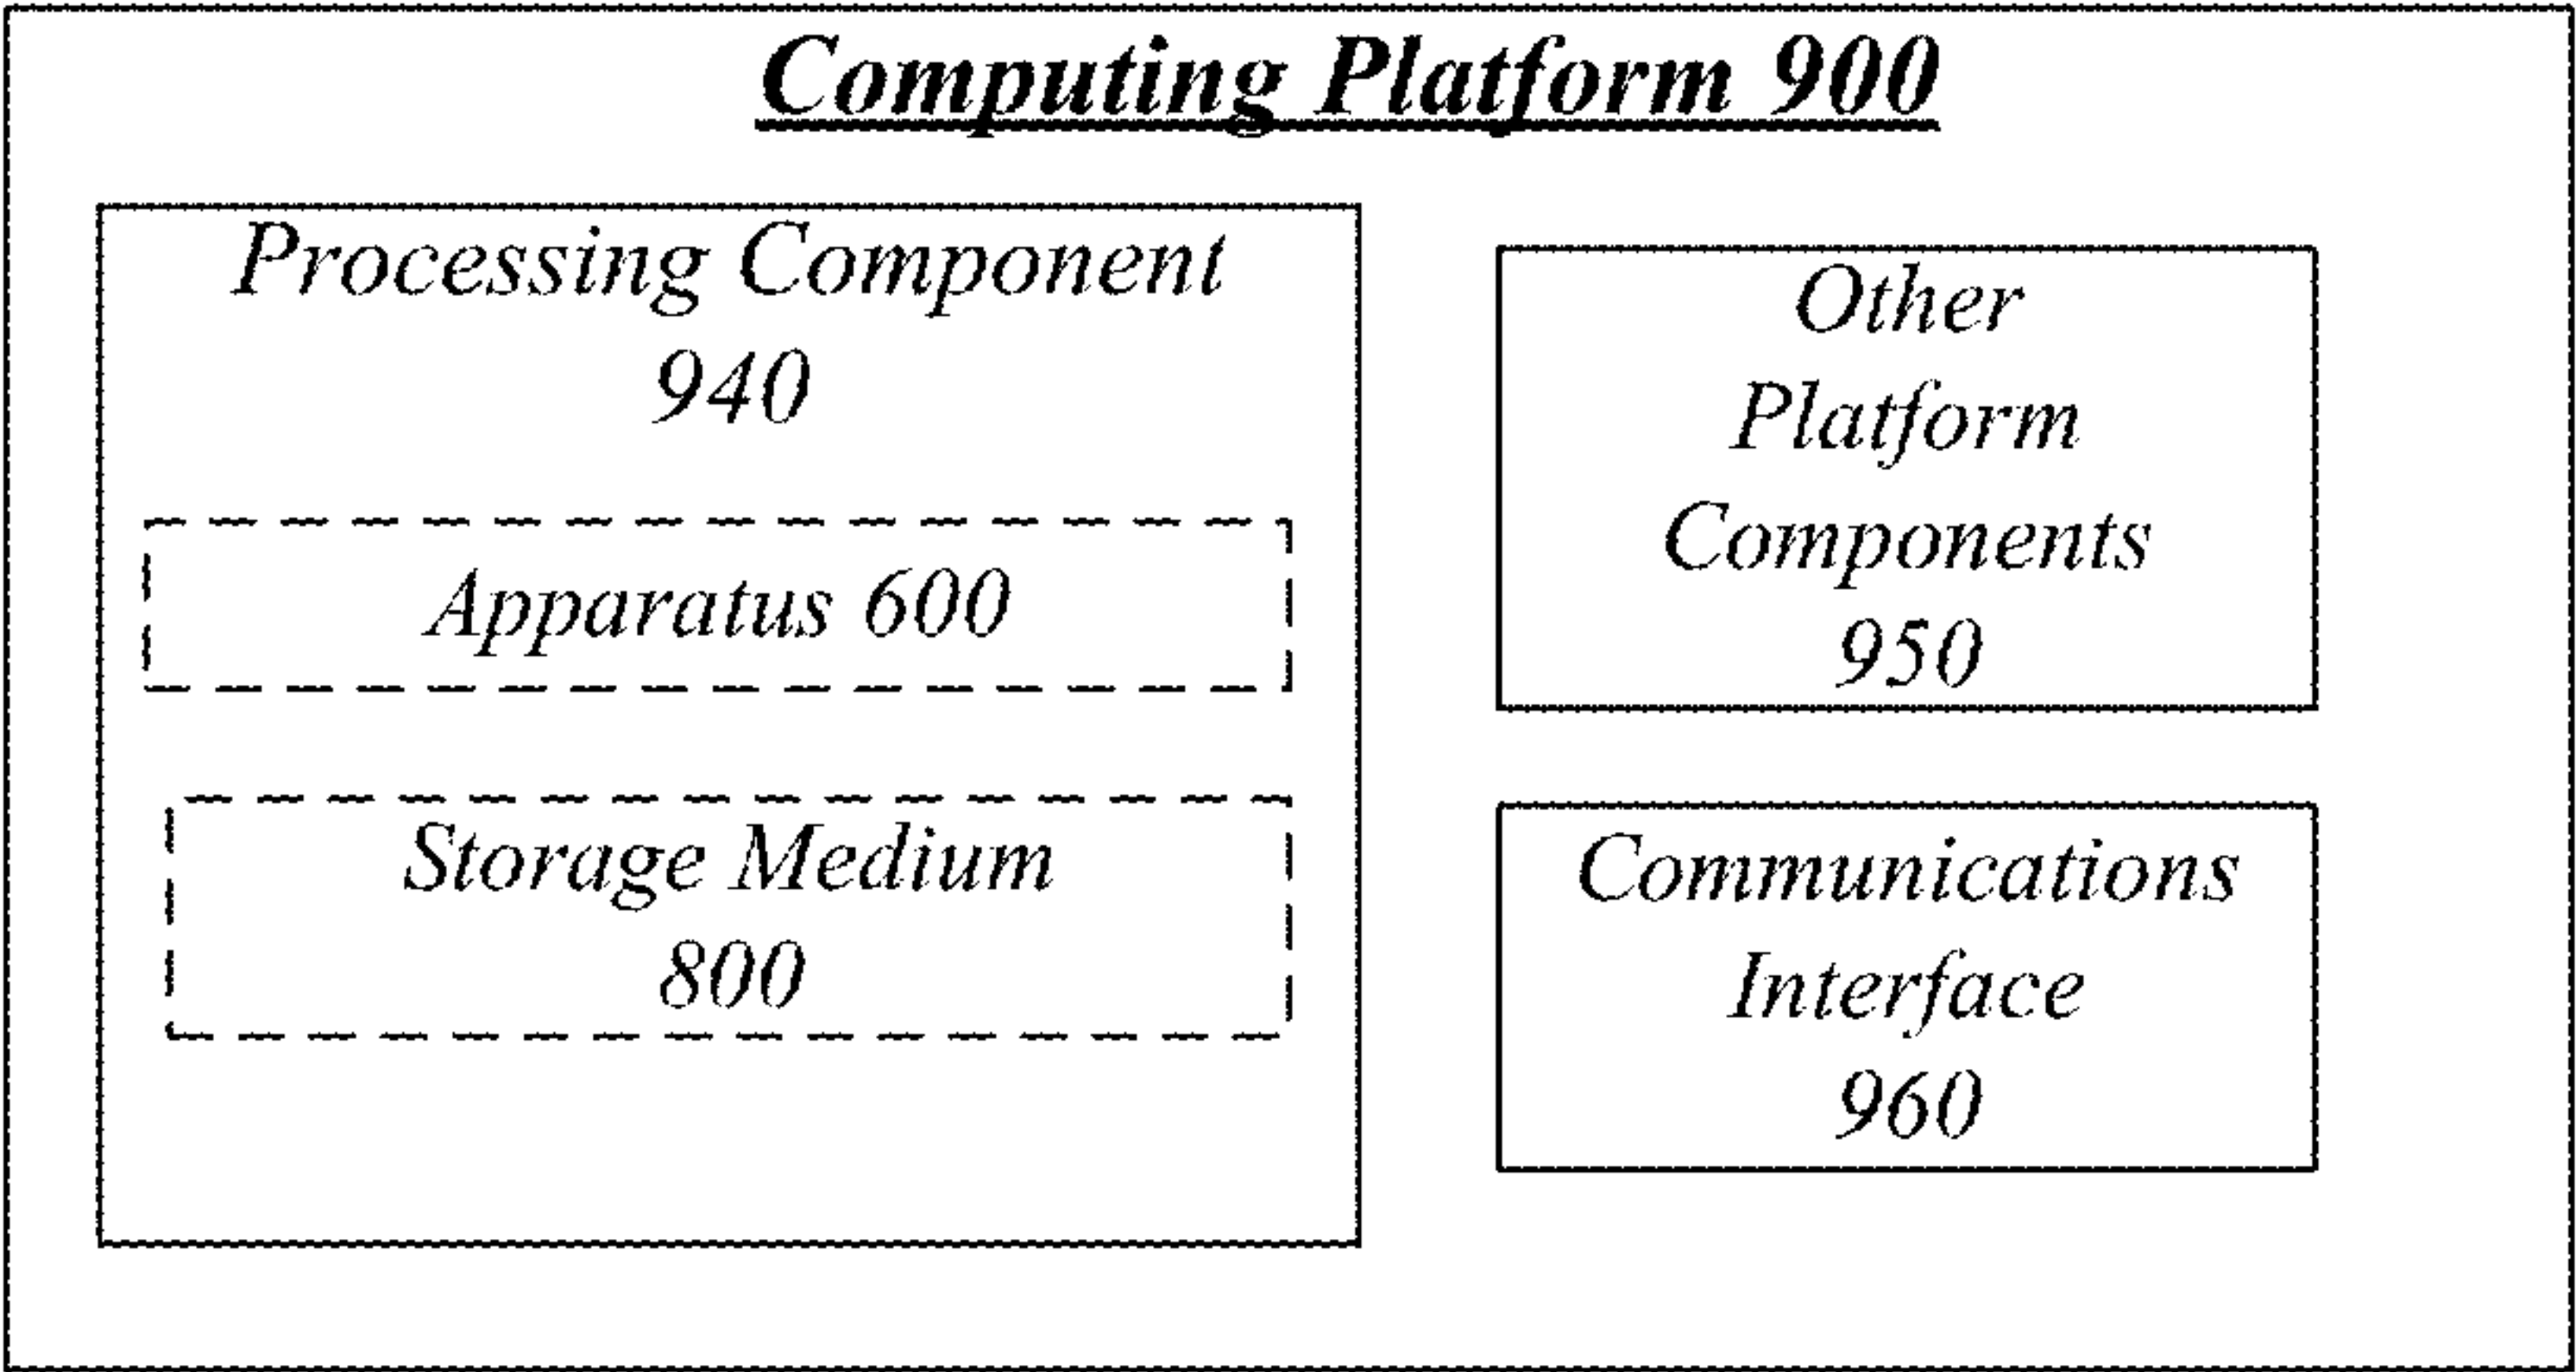 Computing Platform 900
Processing Component
940
Apparatus 600
Storage Medium
800
Other
Platform
Components
950
Communications
Interface
960